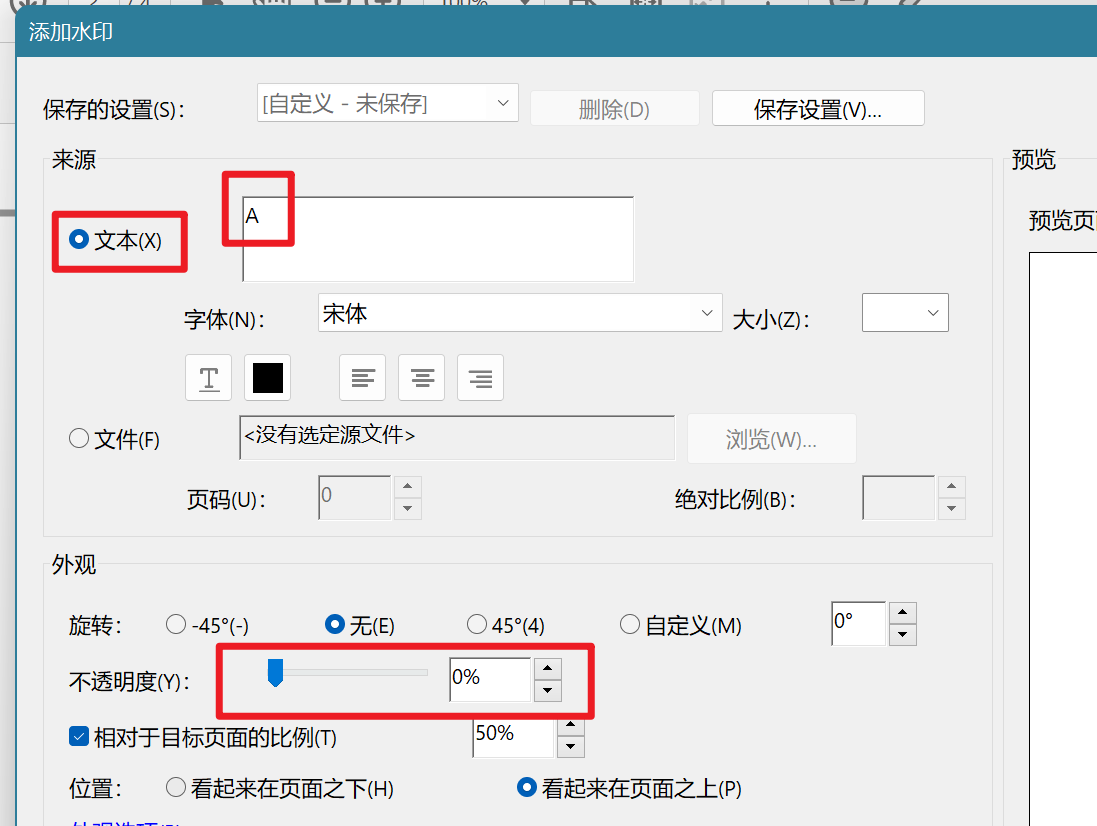 100%
添加水印
保存的设置(S)： [自定义 - 未保存] 删除(D) 保存设置(V)...
来源 预览
A
文本(X)
预览页
字体(N)： 宋体 大小(Z)：
T
文件(F) <没有选定源文件> 浏览(W)...
页码(U)： 0 绝对比例(B)：
外观
旋转： -45°(-) 无(E) 45°(4) 自定义(M) 0°
不透明度(Y)： 0%
相对于目标页面的比例(T) 50%
位置： 看起来在页面之下(H) 看起来在页面之上(P)